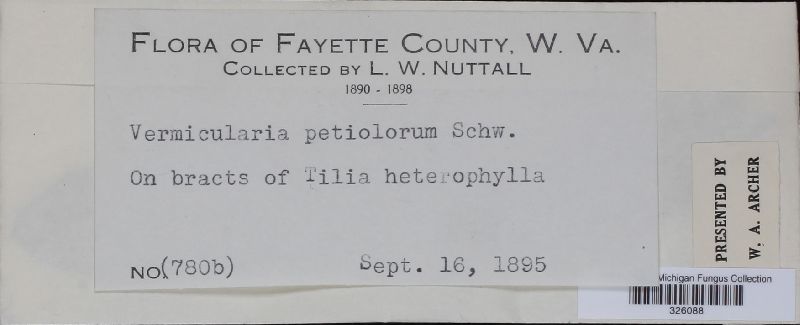 FLORA OF FAYETTE COUNTY, W. VA.
COLLECTED BY L. W. NUTTALL
1890 - 1898
Vermicularia petiolorum Schw.
On bracts of Tilia heterophylla
NO.(780b) Sept. 16, 1895
PRESENTED BY
W. A. ARCHER
Michigan Fungus Collection
326088